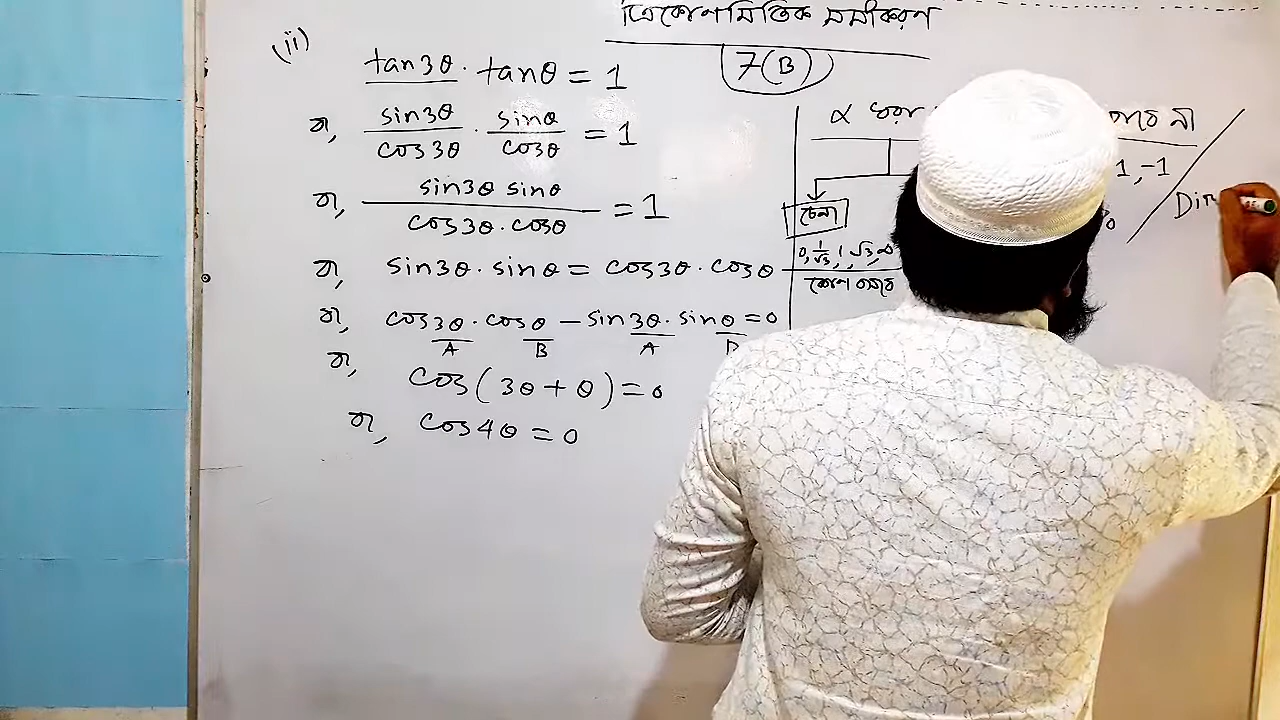 ত্রিকোণমিতিক সমীকরণ
7(B)
(ii)
tan3θ · tanθ = 1
বা, sin3θ/cos3θ · sinθ/cosθ = 1
বা, sin3θ sinθ / cos3θ · cosθ = 1
বা, sin3θ · sinθ = cos3θ · cosθ
বা, cos3θ · cosθ − sin3θ · sinθ = 0
A B A
বা, cos(3θ + θ) = 0
বা, cos4θ = 0
α ধরা না
1, -1
চেনা
0, 1/√3, 1, √3, ∞
কোণ বসবে